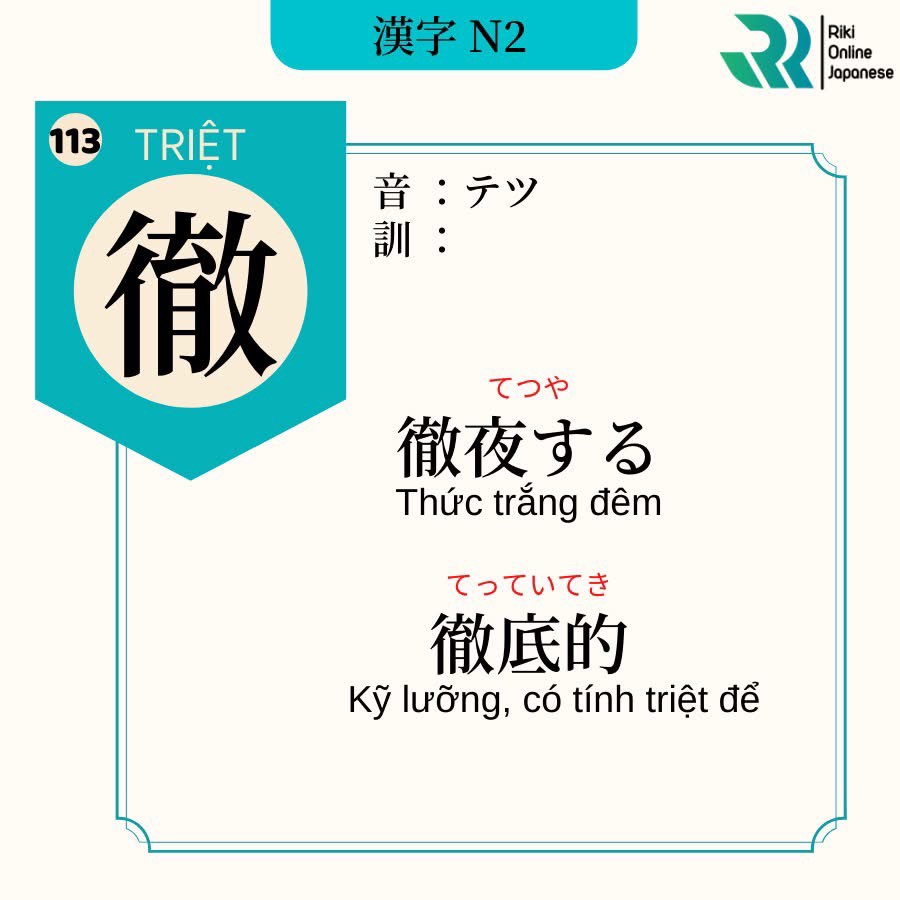 漢字 N2
Riki
Online
Japanese
113 TRIỆT
徹
音 ：テツ
訓 ：
てつや
徹夜する
Thức trắng đêm
てっていてき
徹底的
Kỹ lưỡng, có tính triệt để